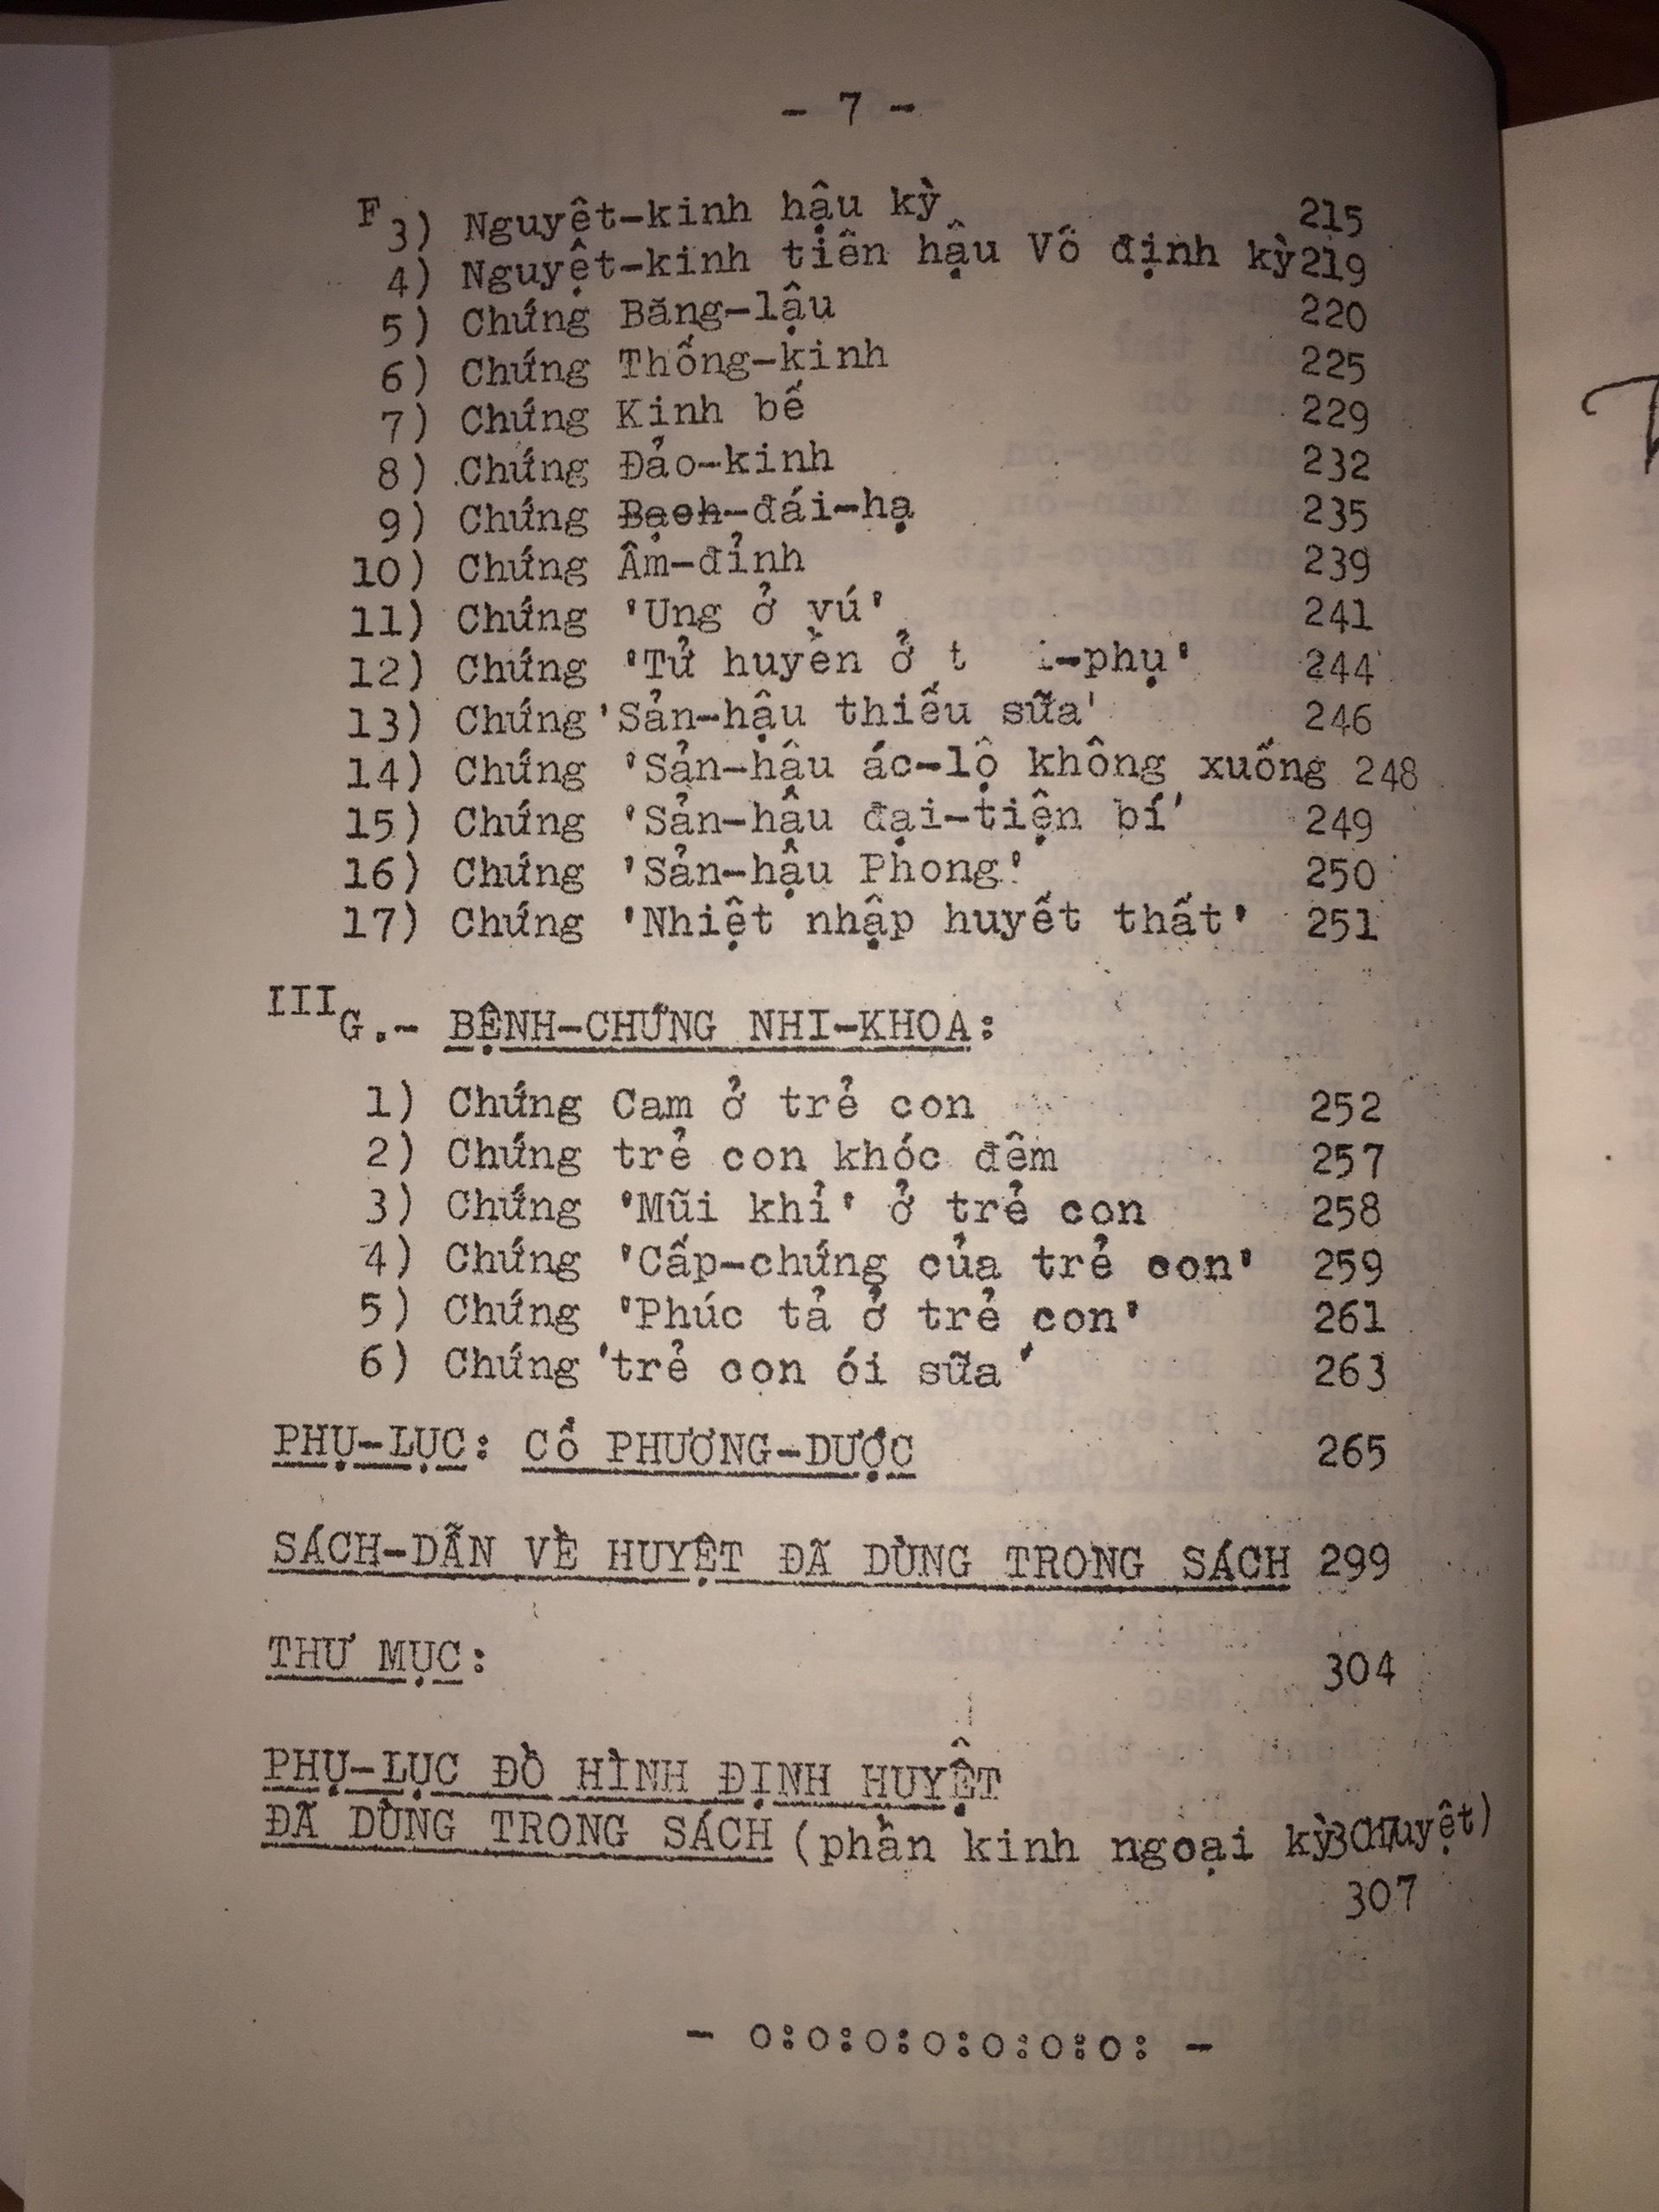 - 7 -
F 3) Nguyệt-kinh hậu kỳ 215
4) Nguyệt-kinh tiền hậu Vô định kỳ 219
5) Chứng Băng-lậu 220
6) Chứng Thống-kinh 225
7) Chứng Kinh bế 229
8) Chứng Đảo-kinh 232
9) Chứng Bạch-đái-hạ 235
10) Chứng Âm-đỉnh 239
11) Chứng 'Ung ở vú' 241
12) Chứng 'Tử huyền ở t i-phụ' 244
13) Chứng 'Sản-hậu thiếu sữa' 246
14) Chứng 'Sản-hậu ác-lộ không xuống 248
15) Chứng 'Sản-hậu đại-tiện bí' 249
16) Chứng 'Sản-hậu Phong' 250
17) Chứng 'Nhiệt nhập huyết thất' 251
III G.- BỆNH-CHỨNG NHI-KHOA:
1) Chứng Cam ở trẻ con 252
2) Chứng trẻ con khóc đêm 257
3) Chứng 'Mũi khỉ' ở trẻ con 258
4) Chứng 'Cấp-chứng của trẻ con' 259
5) Chứng 'Phúc tả ở trẻ con' 261
6) Chứng 'trẻ con ói sữa' 263
PHỤ-LỤC: CỔ PHƯƠNG-DƯỢC 265
SÁCH-DẪN VỀ HUYỆT ĐÃ DÙNG TRONG SÁCH 299
THƯ MỤC: 304
PHỤ-LỤC ĐỒ HÌNH ĐỊNH HUYỆT
ĐÃ DÙNG TRONG SÁCH (phần kinh ngoại kỳ huyệt)
307
- o:o:o:o:o:o:o: -